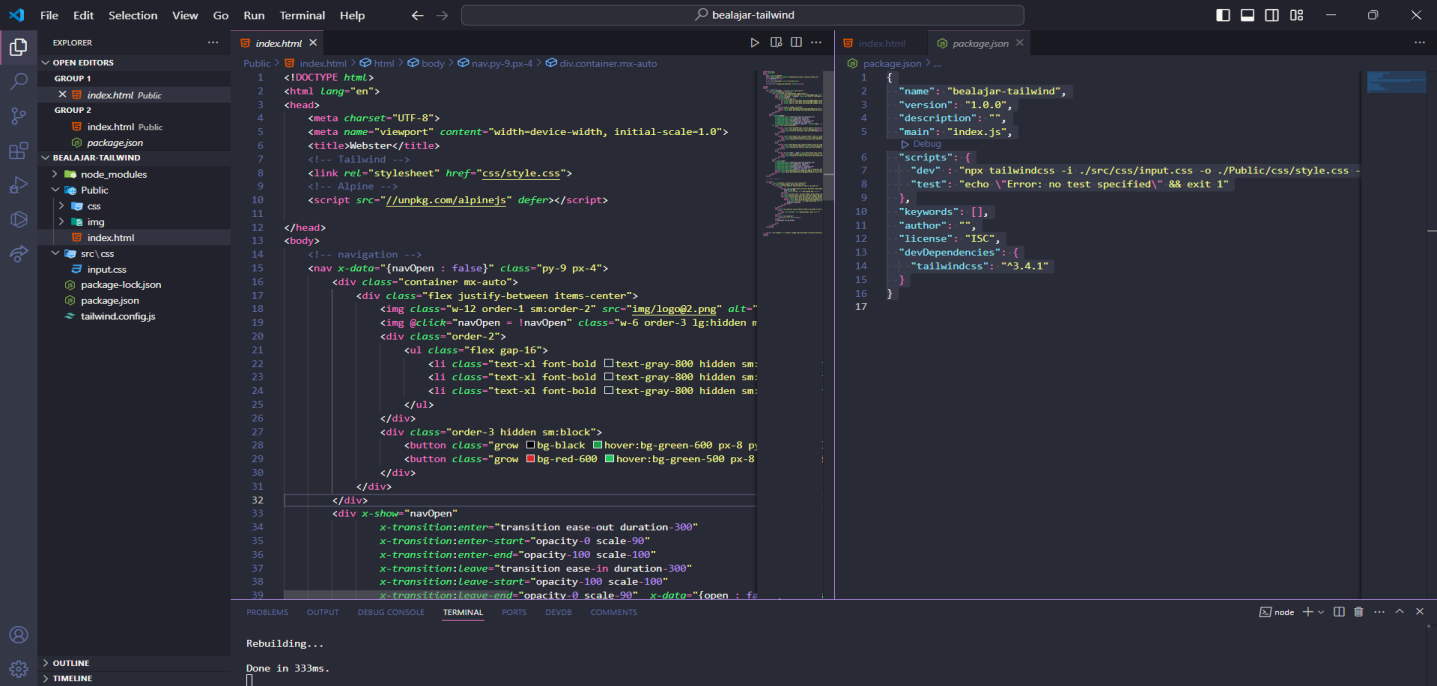 File Edit Selection View Go Run Terminal Help
bealajar-tailwind
EXPLORER
OPEN EDITORS
GROUP 1
index.html Public
GROUP 2
index.html Public
package.json
BEALAJAR-TAILWIND
node_modules
Public
css
img
index.html
src\css
input.css
package-lock.json
package.json
tailwind.config.js
OUTLINE
TIMELINE
index.html
Public > index.html > html > body > nav.py-9.px-4 > div.container.mx-auto
1 <!DOCTYPE html>
2 <html lang="en">
3 <head>
4 <meta charset="UTF-8">
5 <meta name="viewport" content="width=device-width, initial-scale=1.0">
6 <title>Webster</title>
7 <!-- Tailwind -->
8 <link rel="stylesheet" href="css/style.css">
9 <!-- Alpine -->
10 <script src="//unpkg.com/alpinejs" defer></script>
11
12 </head>
13 <body>
14 <!-- navigation -->
15 <nav x-data="{navOpen : false}" class="py-9 px-4">
16 <div class="container mx-auto">
17 <div class="flex justify-between items-center">
18 <img class="w-12 order-1 sm:order-2" src="img/logo@2.png" alt="
19 <img @click="navOpen = !navOpen" class="w-6 order-3 lg:hidden m
20 <div class="order-2">
21 <ul class="flex gap-16">
22 <li class="text-xl font-bold text-gray-800 hidden sm:
23 <li class="text-xl font-bold text-gray-800 hidden sm:
24 <li class="text-xl font-bold text-gray-800 hidden sm:
25 </ul>
26 </div>
27 <div class="order-3 hidden sm:block">
28 <button class="grow bg-black hover:bg-green-600 px-8 py
29 <button class="grow bg-red-600 hover:bg-green-500 px-8
30 </div>
31 </div>
32 </div>
33 <div x-show="navOpen"
34 x-transition:enter="transition ease-out duration-300"
35 x-transition:enter-start="opacity-0 scale-90"
36 x-transition:enter-end="opacity-100 scale-100"
37 x-transition:leave="transition ease-in duration-300"
38 x-transition:leave-start="opacity-100 scale-100"
39 x-transition:leave-end="opacity-0 scale-90" x-data="{open : fa
index.html
package.json
package.json > ...
1 {
2 "name": "bealajar-tailwind",
3 "version": "1.0.0",
4 "description": "",
5 "main": "index.js",
Debug
6 "scripts": {
7 "dev" : "npx tailwindcss -i ./src/css/input.css -o ./Public/css/style.css -
8 "test": "echo \"Error: no test specified\" && exit 1"
9 },
10 "keywords": [],
11 "author": "",
12 "license": "ISC",
13 "devDependencies": {
14 "tailwindcss": "^3.4.1"
15 }
16 }
17
PROBLEMS OUTPUT DEBUG CONSOLE TERMINAL PORTS DEVDB COMMENTS
node
Rebuilding...
Done in 333ms.